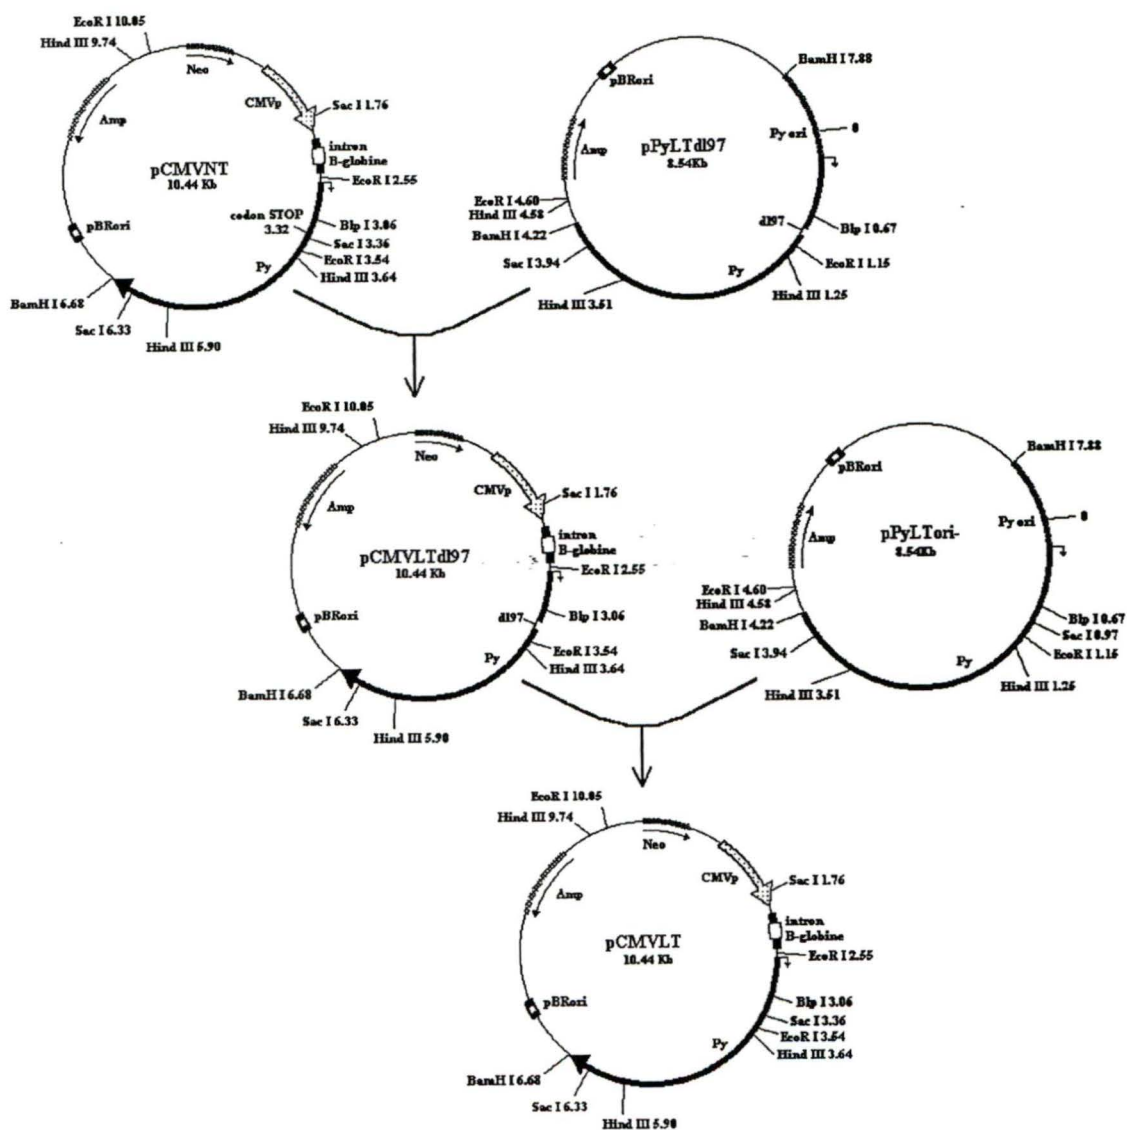 EcoR I 10.05
Hind III 9.74
Neo
CMVp
Sac I 1.76
Amp
intron
B-globine
pCMVNT
10.44 Kb
EcoR I 2.55
codon STOP
3.32
Blp I 3.06
Sac I 3.36
EcoR I 3.54
Hind III 3.64
pBRori
Py
BamH I 6.68
Sac I 6.33
Hind III 5.90
BamH I 7.88
pBRori
Py ori
0
Amp
pPyLTdl97
8.54Kb
EcoR I 4.60
Hind III 4.58
BamH I 4.22
dl97
Blp I 0.67
Sac I 3.94
EcoR I 1.15
Py
Hind III 1.25
Hind III 3.51
EcoR I 10.05
Hind III 9.74
Neo
CMVp
Sac I 1.76
Amp
intron
B-globine
pCMVLTdl97
10.44 Kb
EcoR I 2.55
pBRori
dl97
Blp I 3.06
EcoR I 3.54
Hind III 3.64
Py
BamH I 6.68
Sac I 6.33
Hind III 5.90
BamH I 7.88
pBRori
Py ori
0
Amp
pPyLTori-
8.54Kb
EcoR I 4.60
Hind III 4.58
BamH I 4.22
Blp I 0.67
Sac I 0.97
EcoR I 1.15
Sac I 3.94
Py
Hind III 1.25
Hind III 3.51
EcoR I 10.05
Hind III 9.74
Neo
CMVp
Sac I 1.76
Amp
intron
B-globine
pCMVLT
10.44 Kb
EcoR I 2.55
pBRori
Blp I 3.06
Sac I 3.36
EcoR I 3.54
Hind III 3.64
Py
BamH I 6.68
Sac I 6.33
Hind III 5.90